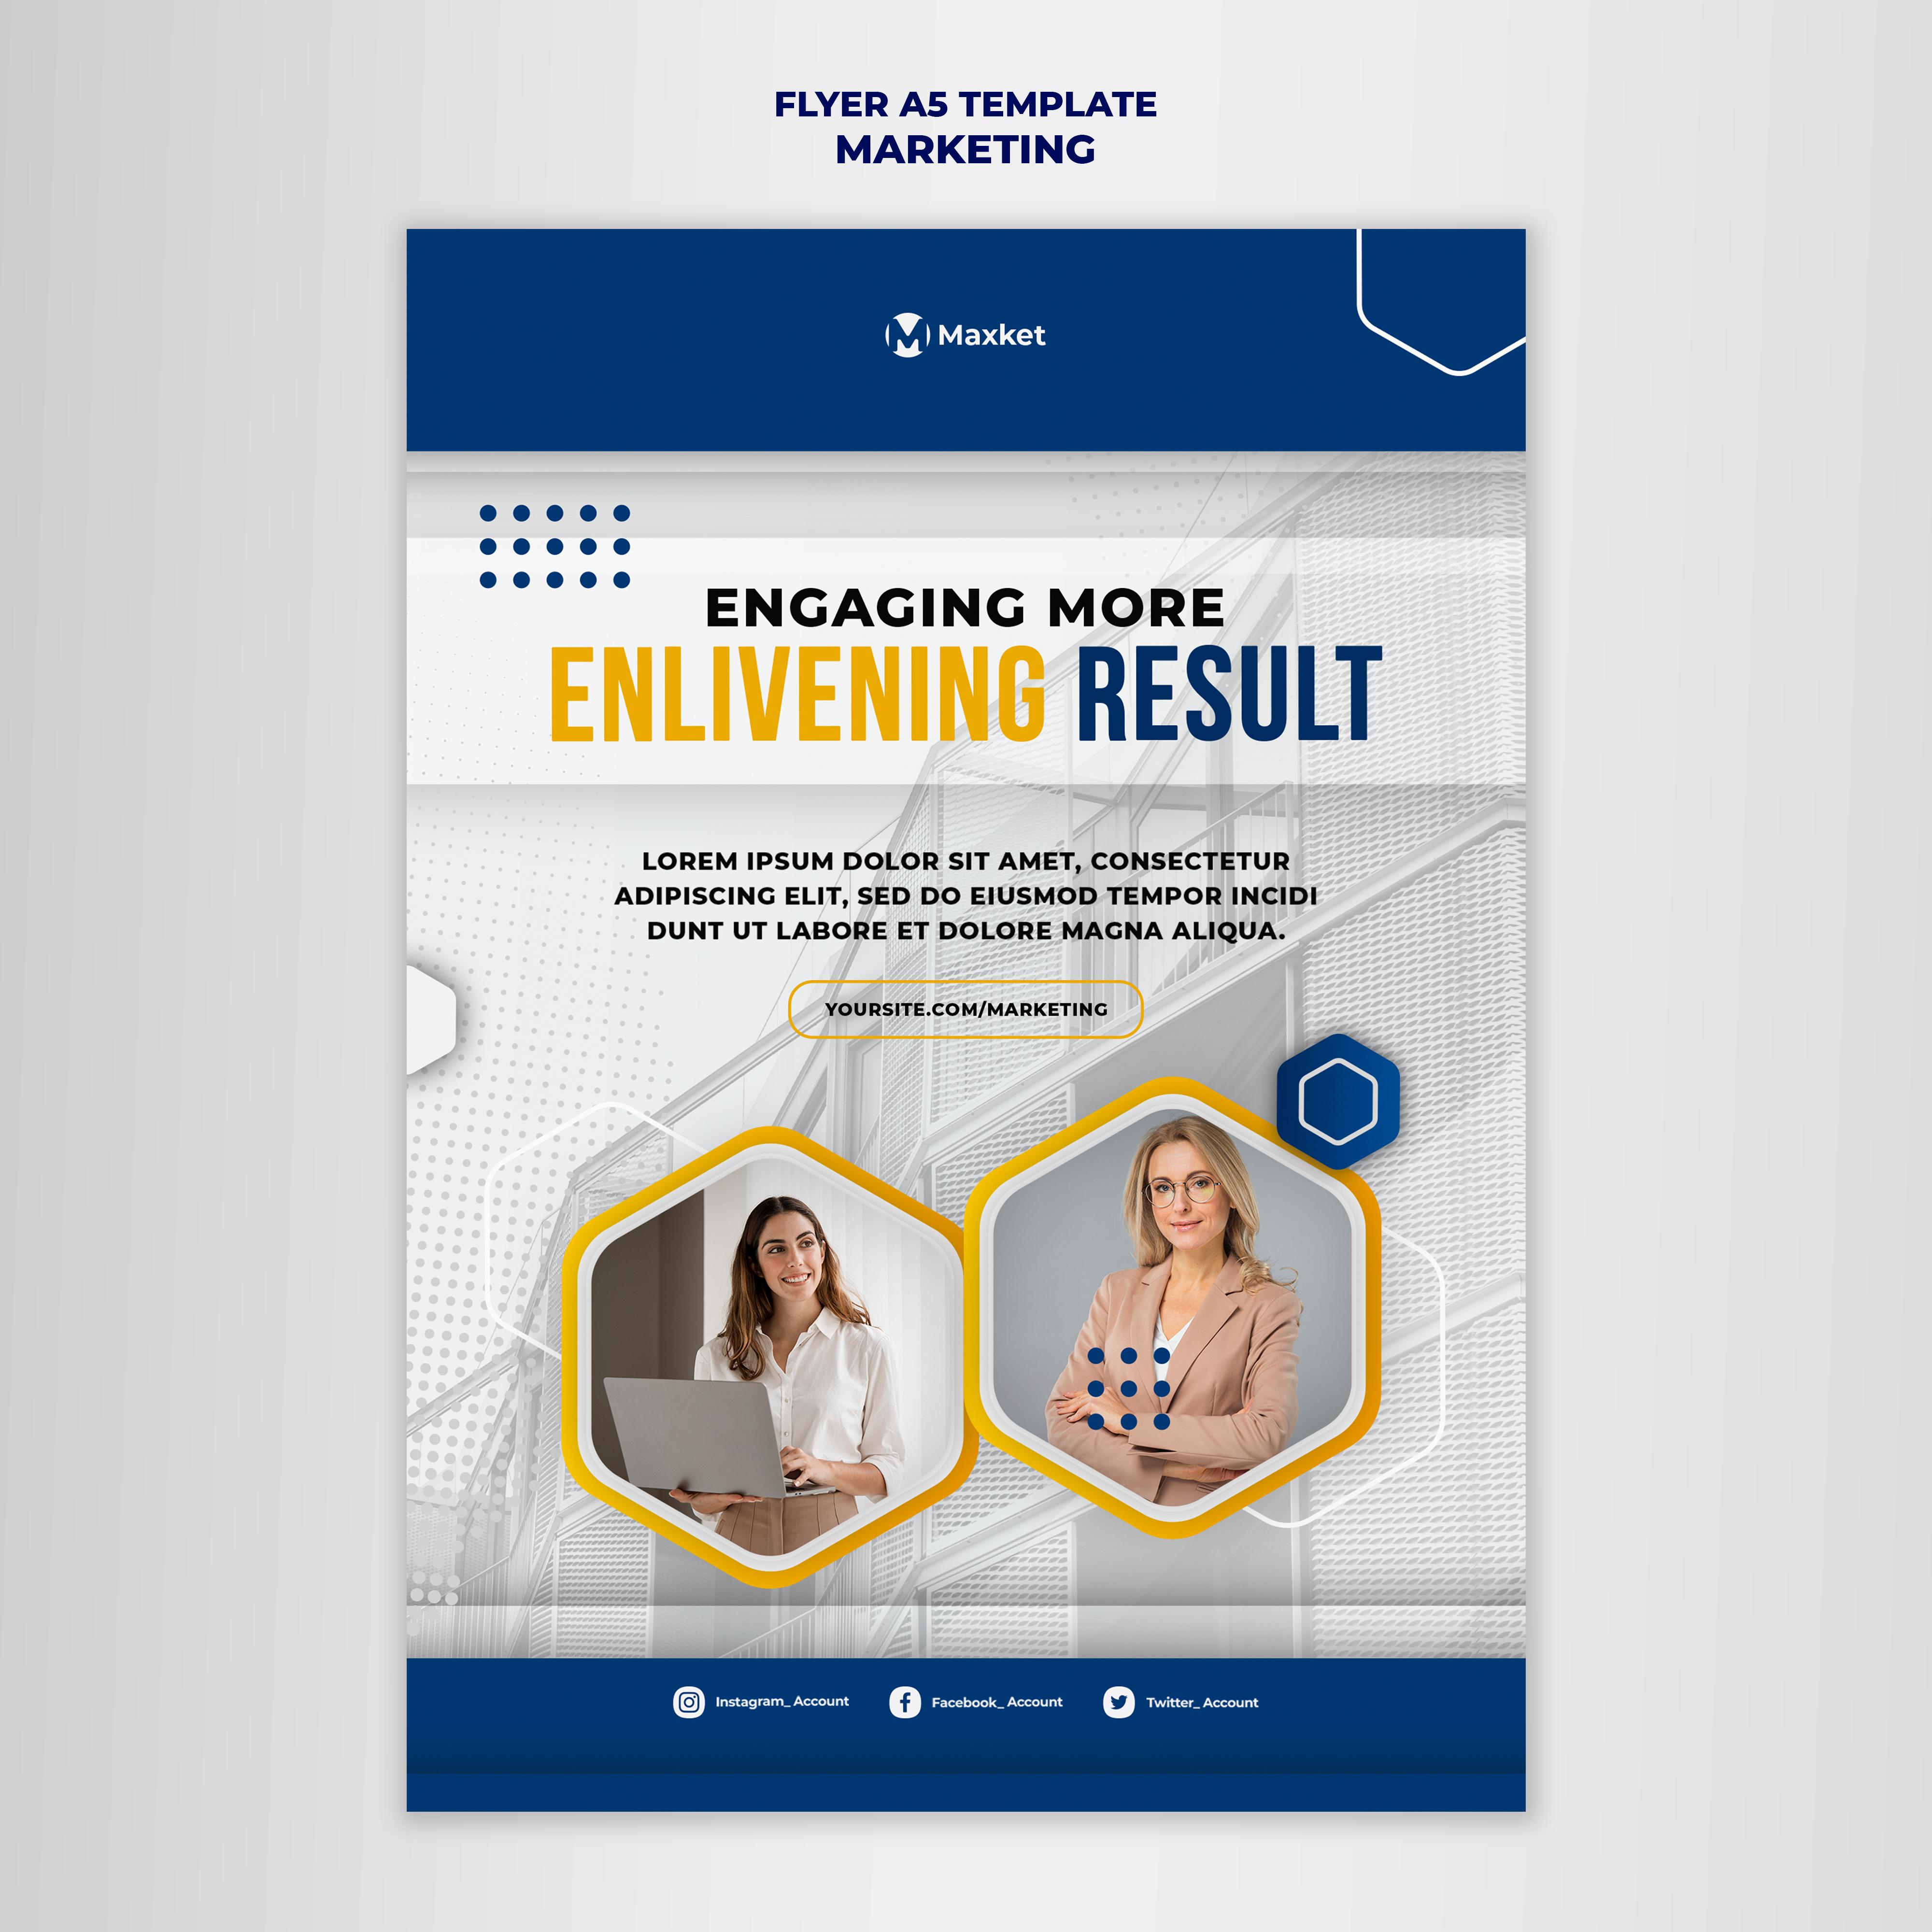 FLYER A5 TEMPLATE
MARKETING
Maxket
ENGAGING MORE
ENLIVENING RESULT
LOREM IPSUM DOLOR SIT AMET, CONSECTETUR
ADIPISCING ELIT, SED DO EIUSMOD TEMPOR INCIDI
DUNT UT LABORE ET DOLORE MAGNA ALIQUA.
YOURSITE.COM/MARKETING
Instagram_ Account Facebook_ Account Twitter_ Account